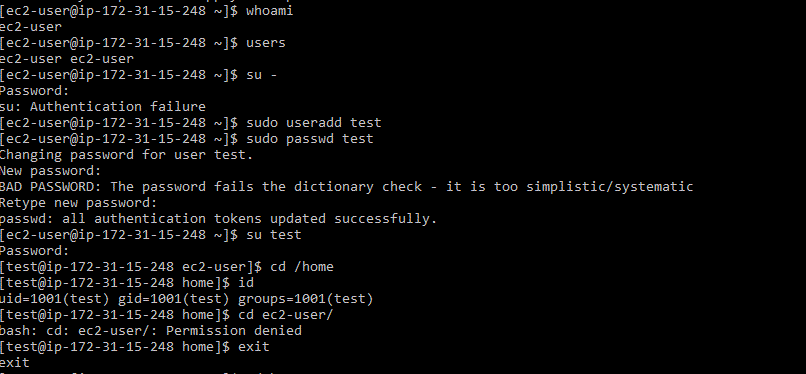 [ec2-user@ip-172-31-15-248 ~]$ whoami
ec2-user
[ec2-user@ip-172-31-15-248 ~]$ users
ec2-user ec2-user
[ec2-user@ip-172-31-15-248 ~]$ su -
Password:
su: Authentication failure
[ec2-user@ip-172-31-15-248 ~]$ sudo useradd test
[ec2-user@ip-172-31-15-248 ~]$ sudo passwd test
Changing password for user test.
New password:
BAD PASSWORD: The password fails the dictionary check - it is too simplistic/systematic
Retype new password:
passwd: all authentication tokens updated successfully.
[ec2-user@ip-172-31-15-248 ~]$ su test
Password:
[test@ip-172-31-15-248 ec2-user]$ cd /home
[test@ip-172-31-15-248 home]$ id
uid=1001(test) gid=1001(test) groups=1001(test)
[test@ip-172-31-15-248 home]$ cd ec2-user/
bash: cd: ec2-user/: Permission denied
[test@ip-172-31-15-248 home]$ exit
exit